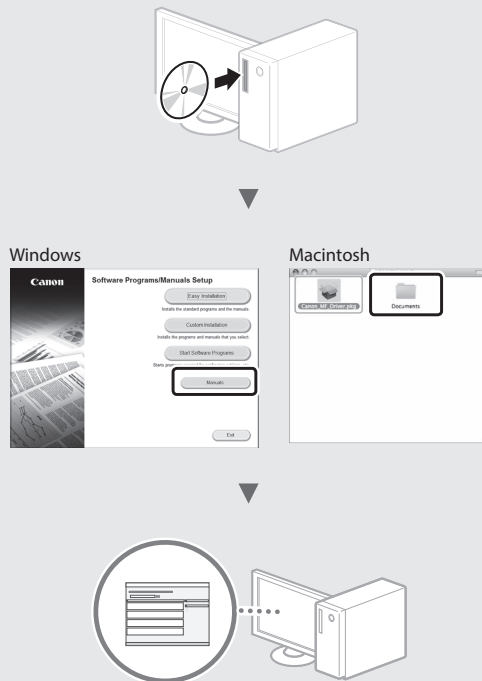 Windows
Macintosh
Canon
Software Programs/Manuals Setup
Easy Installation
Installs the standard programs and the manuals.
Custom Installation
Installs the programs and manuals that you select.
Start Software Programs
Manuals
Exit
Canon_MF_Driver.pkg
Documents